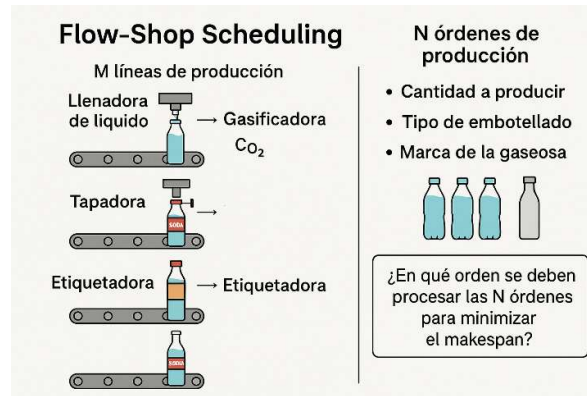 Flow-Shop Scheduling
M líneas de producción
Llenadora
de liquido
Gasificadora
CO₂
Tapadora
SODA
Etiquetadora
Etiquetadora
SODA
N órdenes de
producción
• Cantidad a producir
• Tipo de embotellado
• Marca de la gaseosa
¿En qué orden se deben
procesar las N órdenes
para minimizar
el makespan?